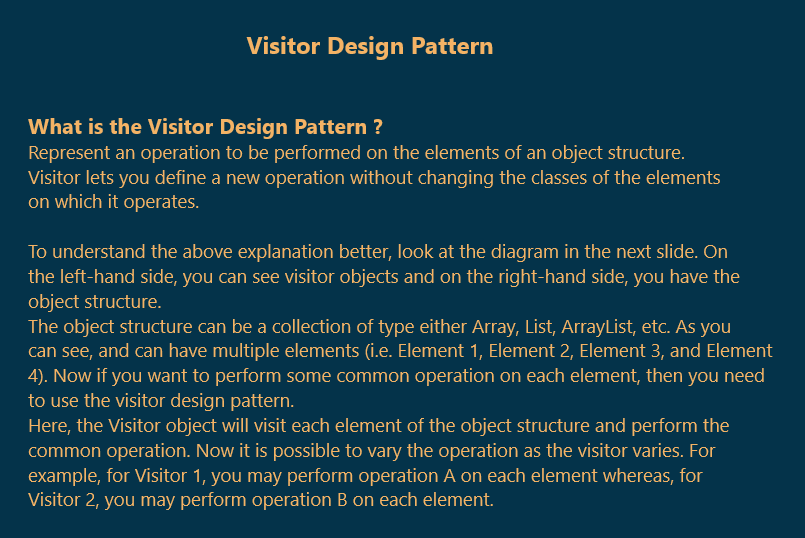 Visitor Design Pattern
What is the Visitor Design Pattern ?
Represent an operation to be performed on the elements of an object structure.
Visitor lets you define a new operation without changing the classes of the elements
on which it operates.
To understand the above explanation better, look at the diagram in the next slide. On
the left-hand side, you can see visitor objects and on the right-hand side, you have the
object structure.
The object structure can be a collection of type either Array, List, ArrayList, etc. As you
can see, and can have multiple elements (i.e. Element 1, Element 2, Element 3, and Element
4). Now if you want to perform some common operation on each element, then you need
to use the visitor design pattern.
Here, the Visitor object will visit each element of the object structure and perform the
common operation. Now it is possible to vary the operation as the visitor varies. For
example, for Visitor 1, you may perform operation A on each element whereas, for
Visitor 2, you may perform operation B on each element.